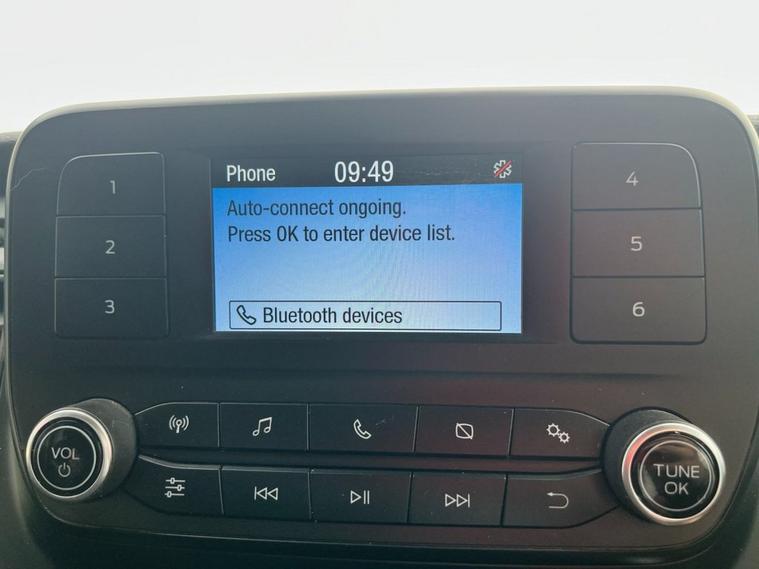 Phone 09:49
Auto-connect ongoing.
Press OK to enter device list.
Bluetooth devices
1
2
3
4
5
6
VOL
TUNE
OK